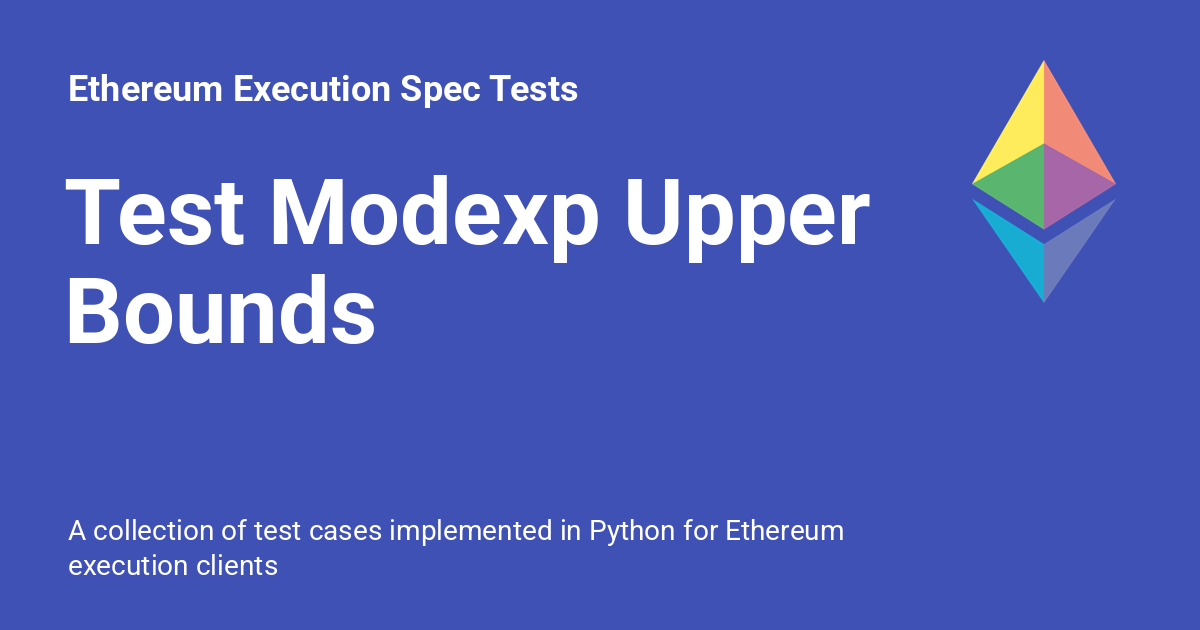 Ethereum Execution Spec Tests
Test Modexp Upper
Bounds
A collection of test cases implemented in Python for Ethereum
execution clients